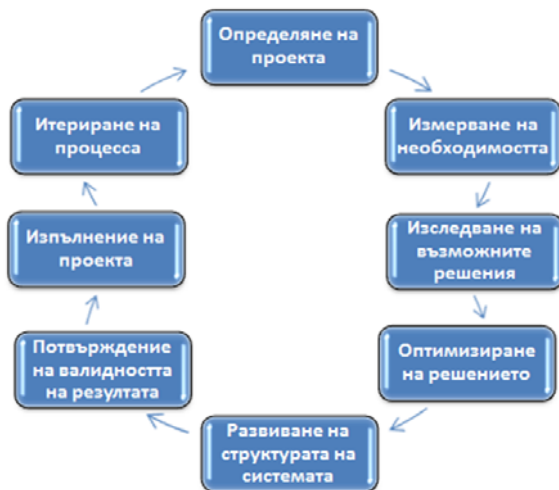 Определяне на
проекта
Измерване на
необходимостта
Изследване на
възможните
решения
Оптимизиране
на решението
Развиване на
структурата на
системата
Потвърждение
на валидността
на резултата
Изпълнение на
проекта
Итериране на
процесса